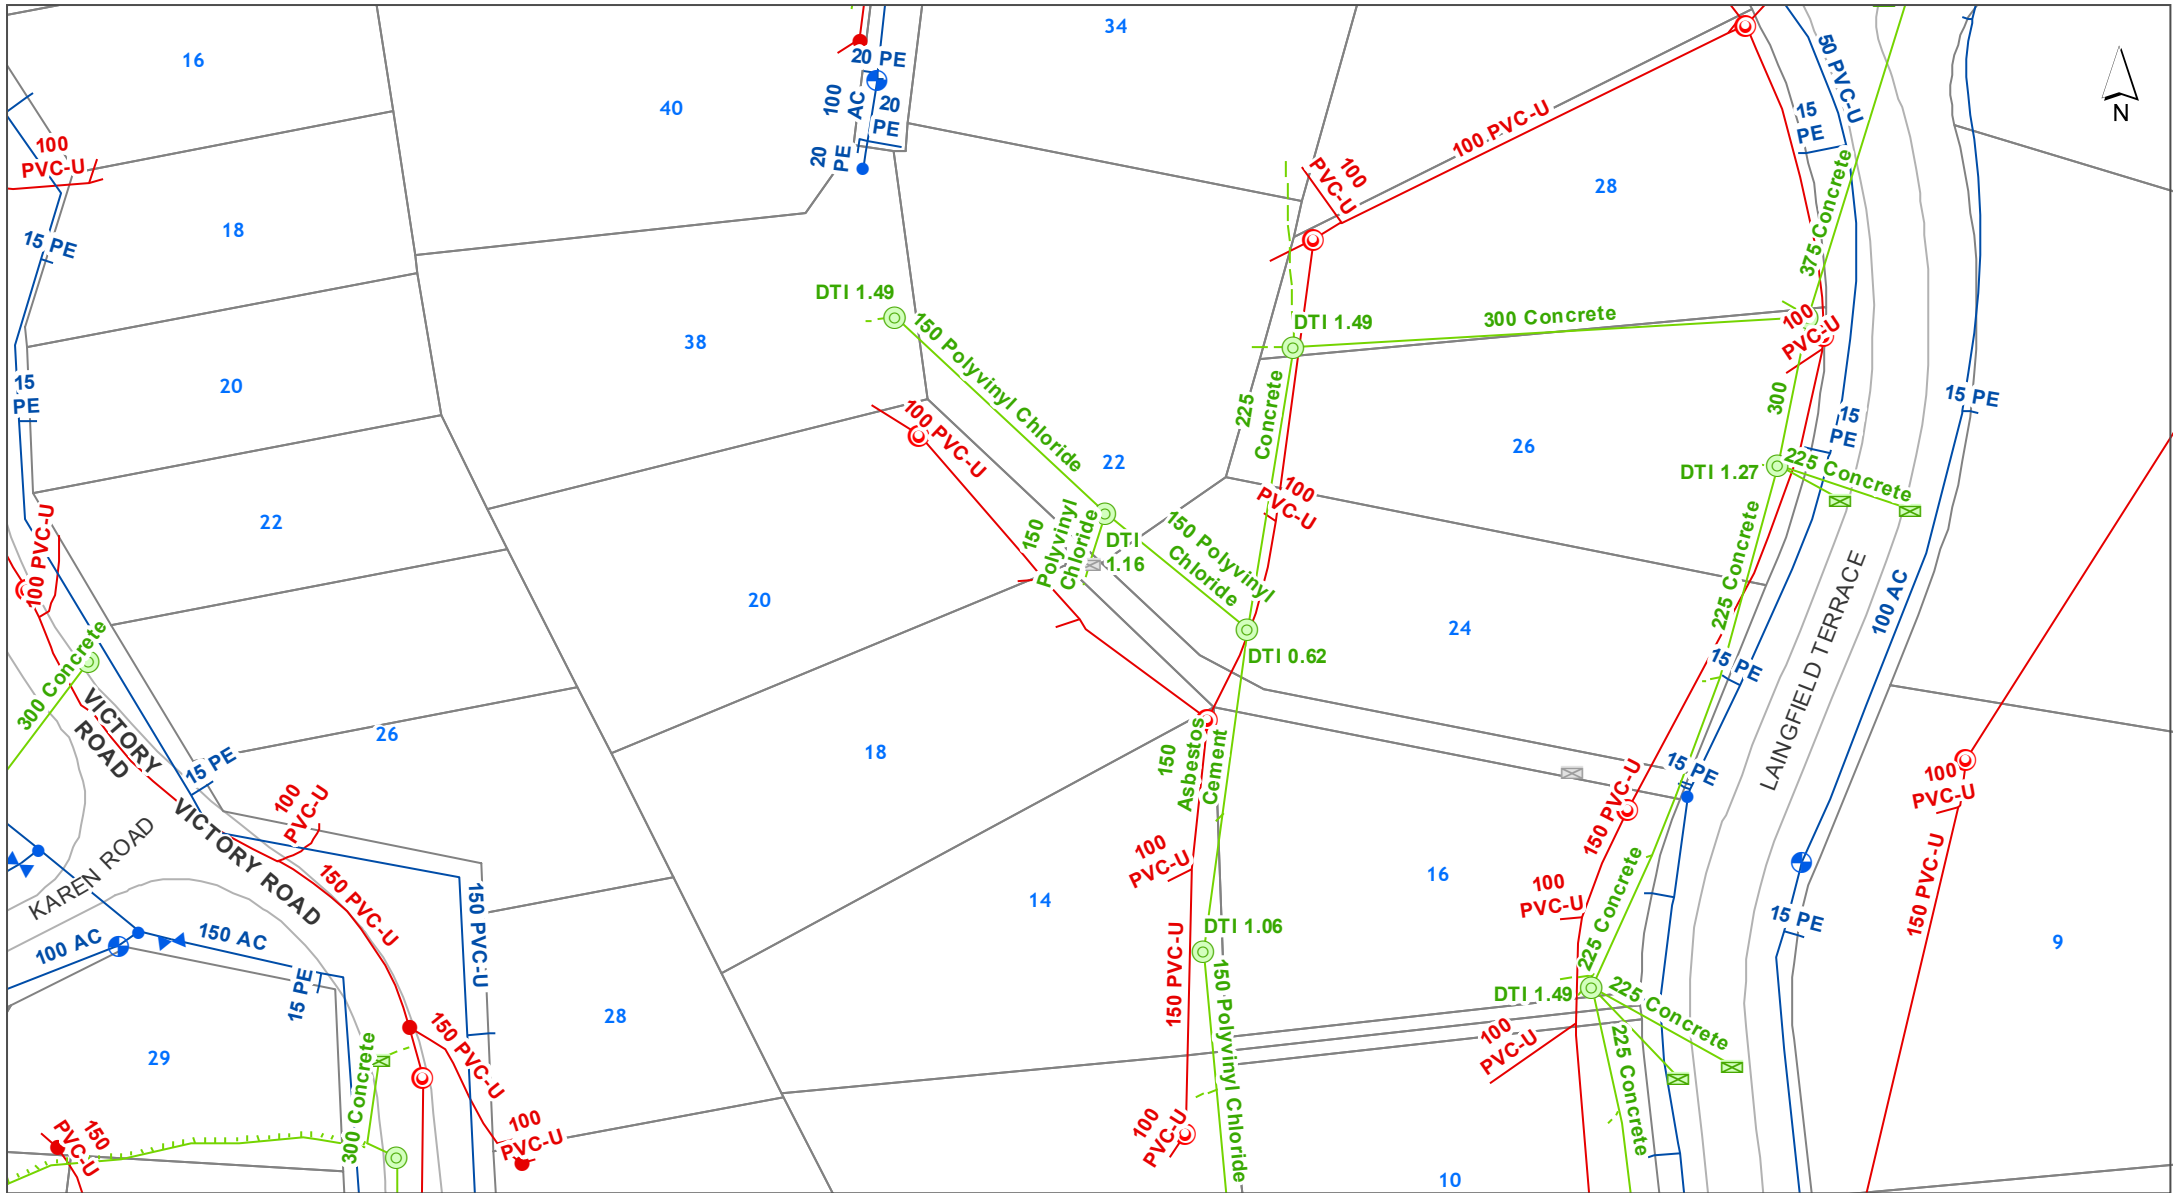 34
16
20 PE
50 PVC-U
40
100
AC
20
PE
15
PE
N
100
PVC-U
20
PE
100 PVC-U
100
PVC-U
28
18
15 PE
375 Concrete
DTI 1.49
150 Polyvinyl Chloride
DTI 1.49
300 Concrete
100
PVC-U
38
15
PE
20
225
Concrete
300
15 PE
100 PVC-U
15
PE
22
26
DTI 1.27
225 Concrete
22
100 PVC-U
150
Polyvinyl
Chloride
DTI
1.16
150 Polyvinyl
Chloride
100
PVC-U
225 Concrete
LAINGFIELD TERRACE
100 AC
20
24
300 Concrete
DTI 0.62
15 PE
VICTORY
ROAD
26
15 PE
18
150
Asbestos
Cement
15 PE
100
PVC-U
100
PVC-U
150 PVC-U
VICTORY ROAD
KAREN ROAD
150 PVC-U
150 PVC-U
100
PVC-U
14
16
100
PVC-U
225 Concrete
150 PVC-U
15 PE
9
100 AC
150 AC
15 PE
DTI 1.06
150 PVC-U
150 Polyvinyl Chloride
DTI 1.49
225 Concrete
28
29
300 Concrete
150 PVC-U
100
PVC-U
225 Concrete
150
PVC-U
100
PVC-U
100
PVC-U
10